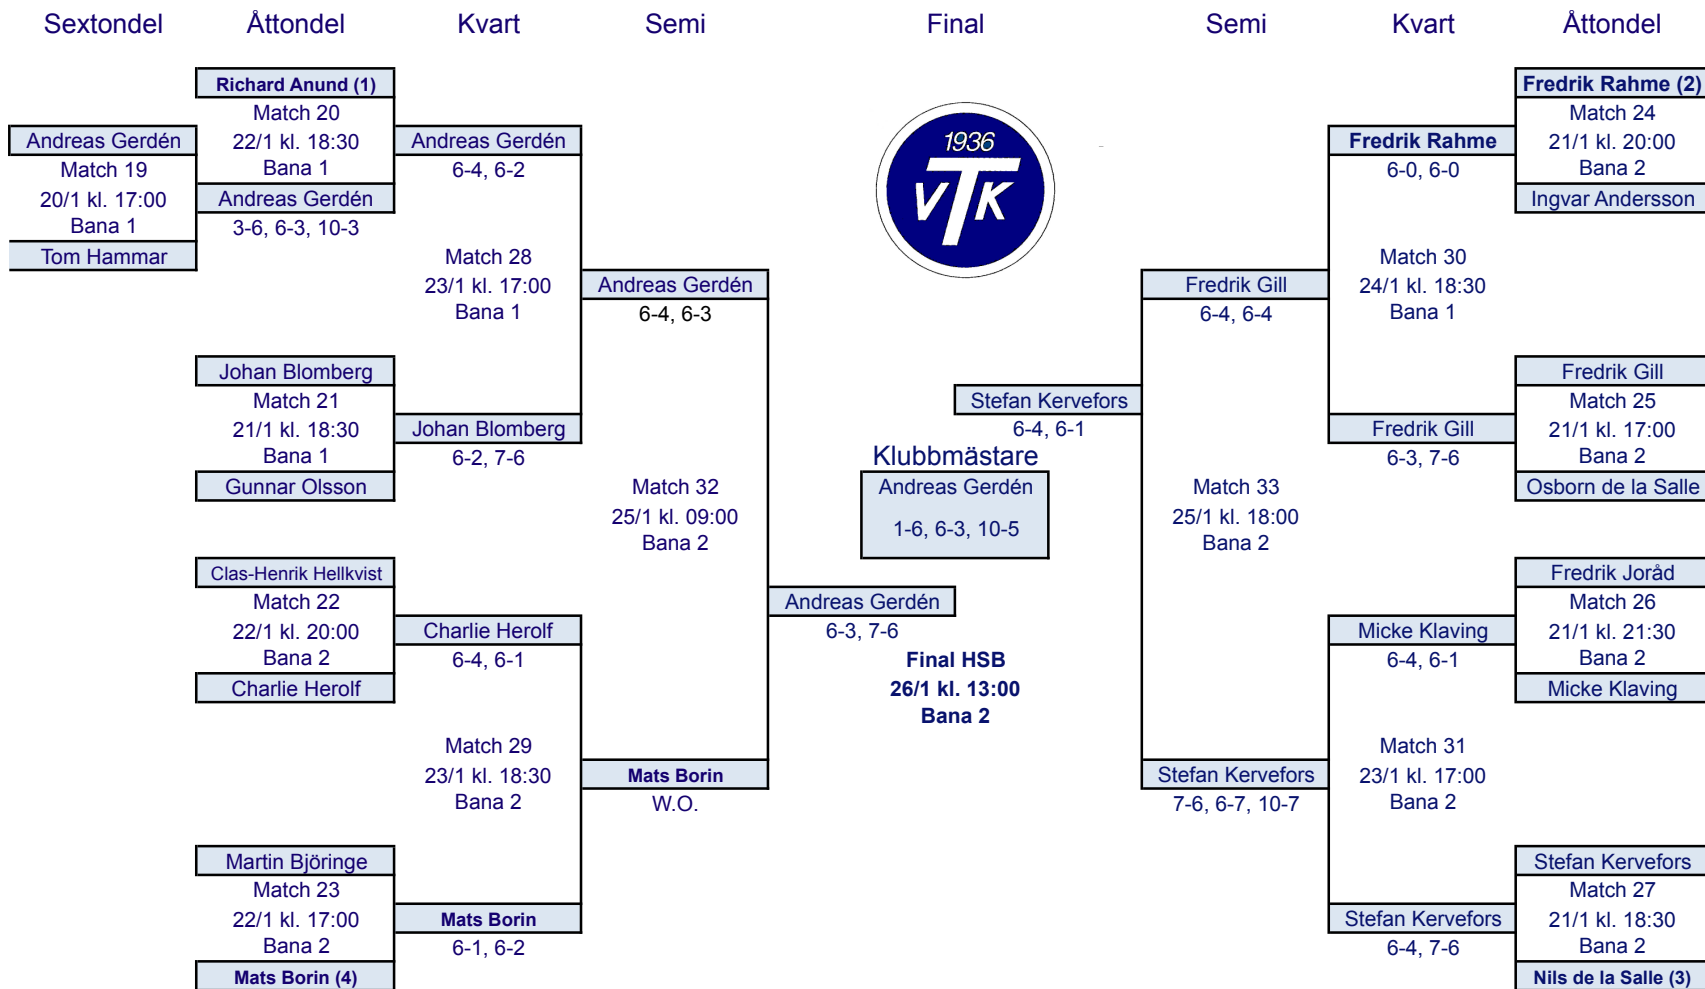 Sextondel Åttondel Kvart Semi Final Semi Kvart Åttondel
Richard Anund (1)
Match 20
22/1 kl. 18:30
Bana 1
Andreas Gerdén
Match 19
20/1 kl. 17:00
Bana 1
Tom Hammar
Andreas Gerdén
3-6, 6-3, 10-3
Andreas Gerdén
6-4, 6-2
Match 28
23/1 kl. 17:00
Bana 1
Johan Blomberg
Match 21
21/1 kl. 18:30
Bana 1
Gunnar Olsson
Johan Blomberg
6-2, 7-6
Andreas Gerdén
6-4, 6-3
Match 32
25/1 kl. 09:00
Bana 2
Clas-Henrik Hellkvist
Match 22
22/1 kl. 20:00
Bana 2
Charlie Herolf
Charlie Herolf
6-4, 6-1
Match 29
23/1 kl. 18:30
Bana 2
Martin Björinge
Match 23
22/1 kl. 17:00
Bana 2
Mats Borin (4)
Mats Borin
6-1, 6-2
Mats Borin
W.O.
1936
VTK
Stefan Kervefors
6-4, 6-1
Klubbmästare
Andreas Gerdén
1-6, 6-3, 10-5
Andreas Gerdén
6-3, 7-6
Final HSB
26/1 kl. 13:00
Bana 2
Fredrik Gill
6-4, 6-4
Match 33
25/1 kl. 18:00
Bana 2
Stefan Kervefors
7-6, 6-7, 10-7
Fredrik Rahme
6-0, 6-0
Match 30
24/1 kl. 18:30
Bana 1
Fredrik Gill
6-3, 7-6
Micke Klaving
6-4, 6-1
Match 31
23/1 kl. 17:00
Bana 2
Stefan Kervefors
6-4, 7-6
Fredrik Rahme (2)
Match 24
21/1 kl. 20:00
Bana 2
Ingvar Andersson
Fredrik Gill
Match 25
21/1 kl. 17:00
Bana 2
Osborn de la Salle
Fredrik Joråd
Match 26
21/1 kl. 21:30
Bana 2
Micke Klaving
Stefan Kervefors
Match 27
21/1 kl. 18:30
Bana 2
Nils de la Salle (3)